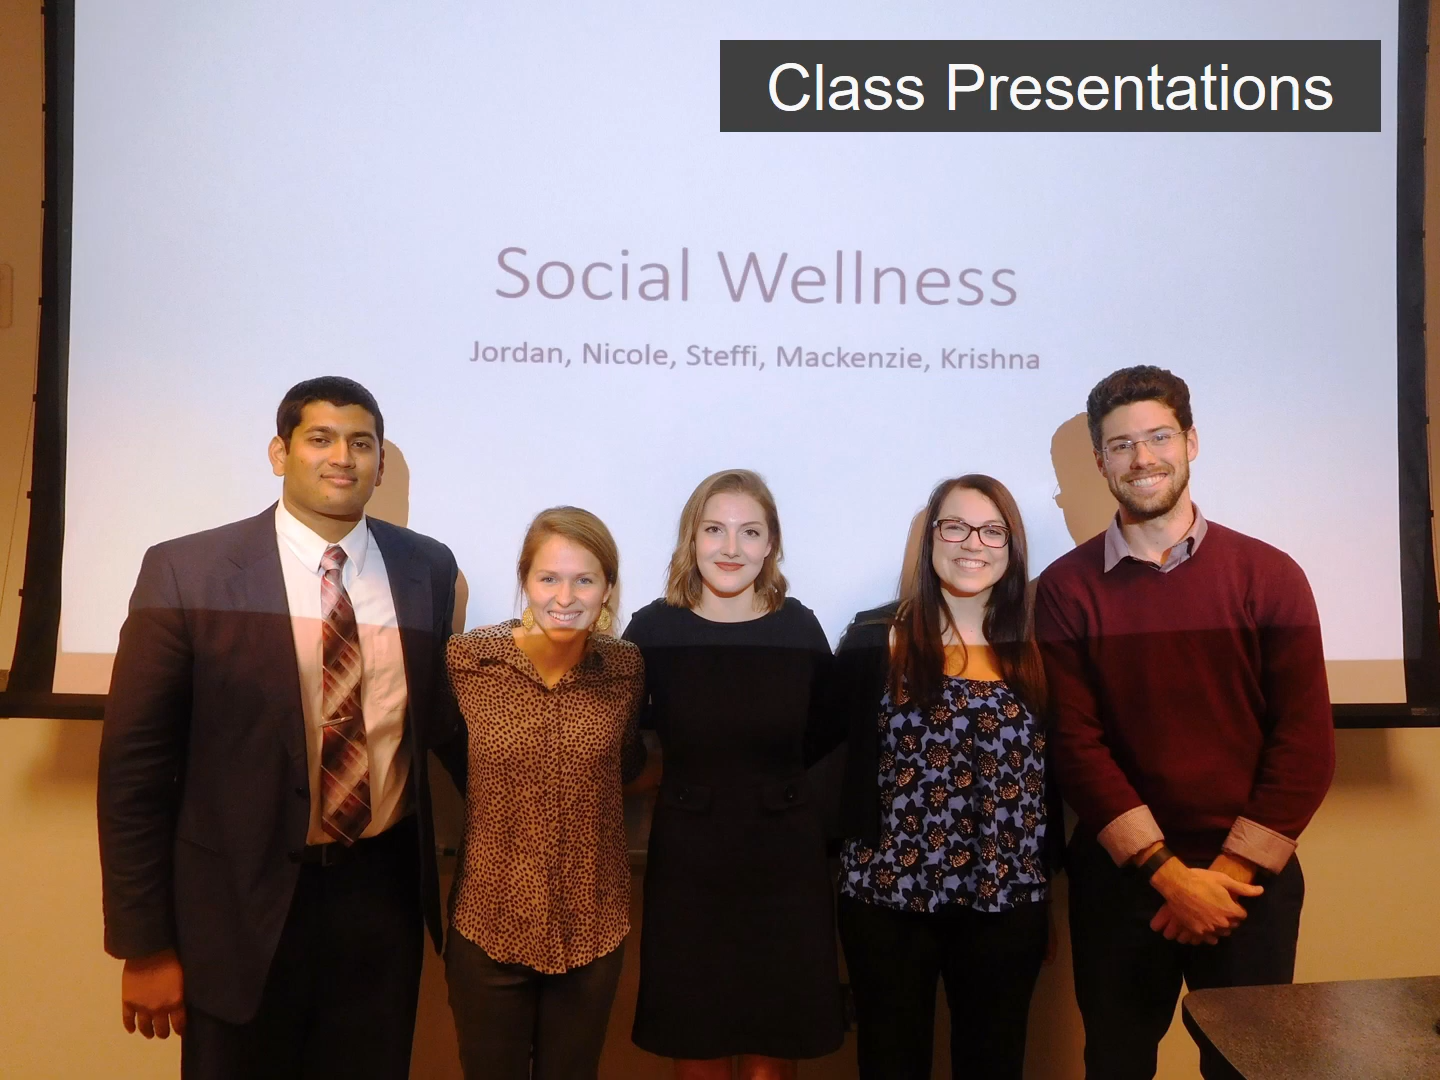 Class Presentations
Social Wellness
Jordan, Nicole, Steffi, Mackenzie, Krishna